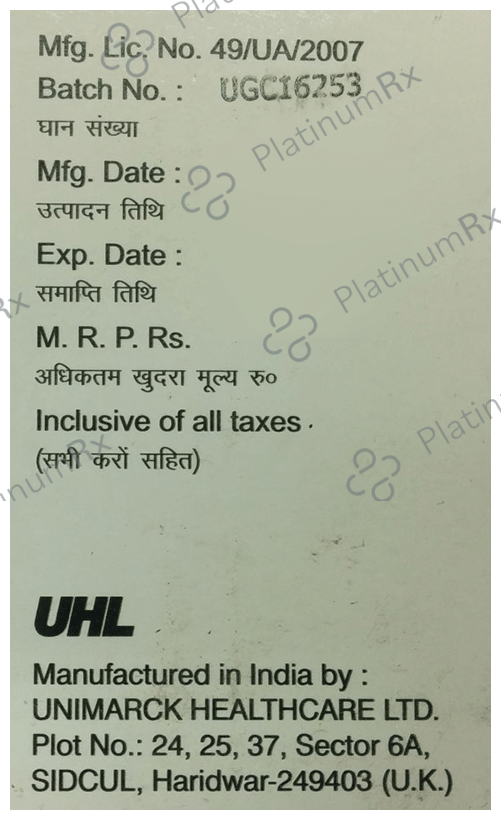 Mfg. Lic. No. 49/UA/2007
Batch No. : UGC16253
घान संख्या
Mfg. Date :
उत्पादन तिथि
Exp. Date :
समाप्ति तिथि
M. R. P. Rs.
अधिकतम खुदरा मूल्य रु०
Inclusive of all taxes
(सभी करों सहित)
UHL
Manufactured in India by :
UNIMARCK HEALTHCARE LTD.
Plot No.: 24, 25, 37, Sector 6A,
SIDCUL, Haridwar-249403 (U.K.)
PlatinumRx
PlatinumRx